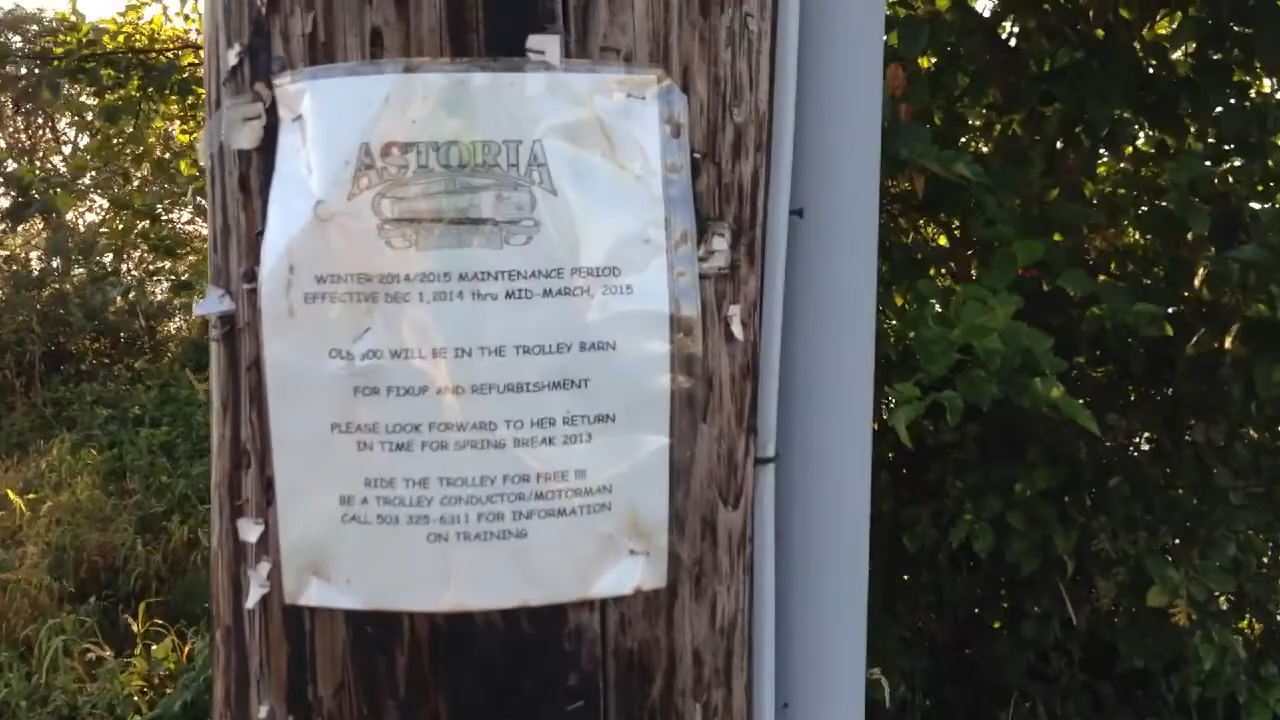 ASTORIA
WINTER 2014/2015 MAINTENANCE PERIOD
EFFECTIVE DEC 1, 2014 thru MID-MARCH, 2015
OLD 300 WILL BE IN THE TROLLEY BARN
FOR FIXUP AND REFURBISHMENT
PLEASE LOOK FORWARD TO HER RETURN
IN TIME FOR SPRING BREAK 2013
RIDE THE TROLLEY FOR FREE !!!!
BE A TROLLEY CONDUCTOR/MOTORMAN
CALL 503 325-6311 FOR INFORMATION
ON TRAINING